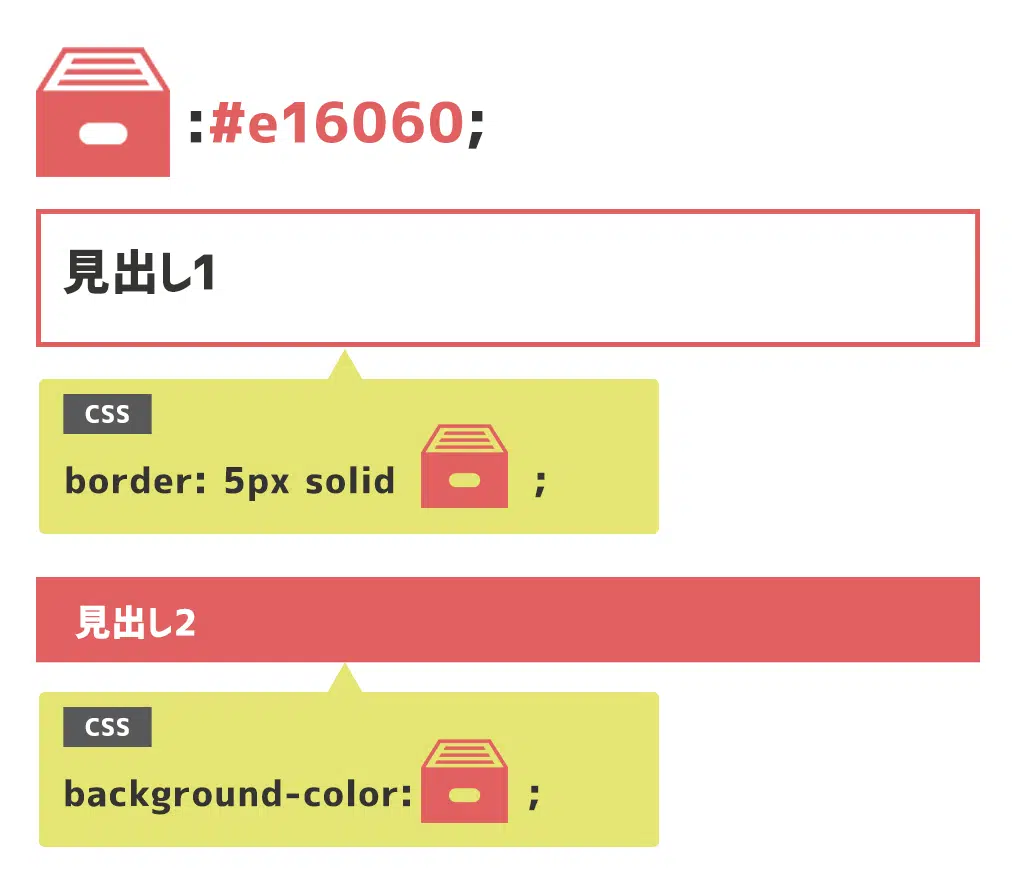 :#e16060;
見出し1
CSS
border: 5px solid ;
見出し2
CSS
background-color: ;